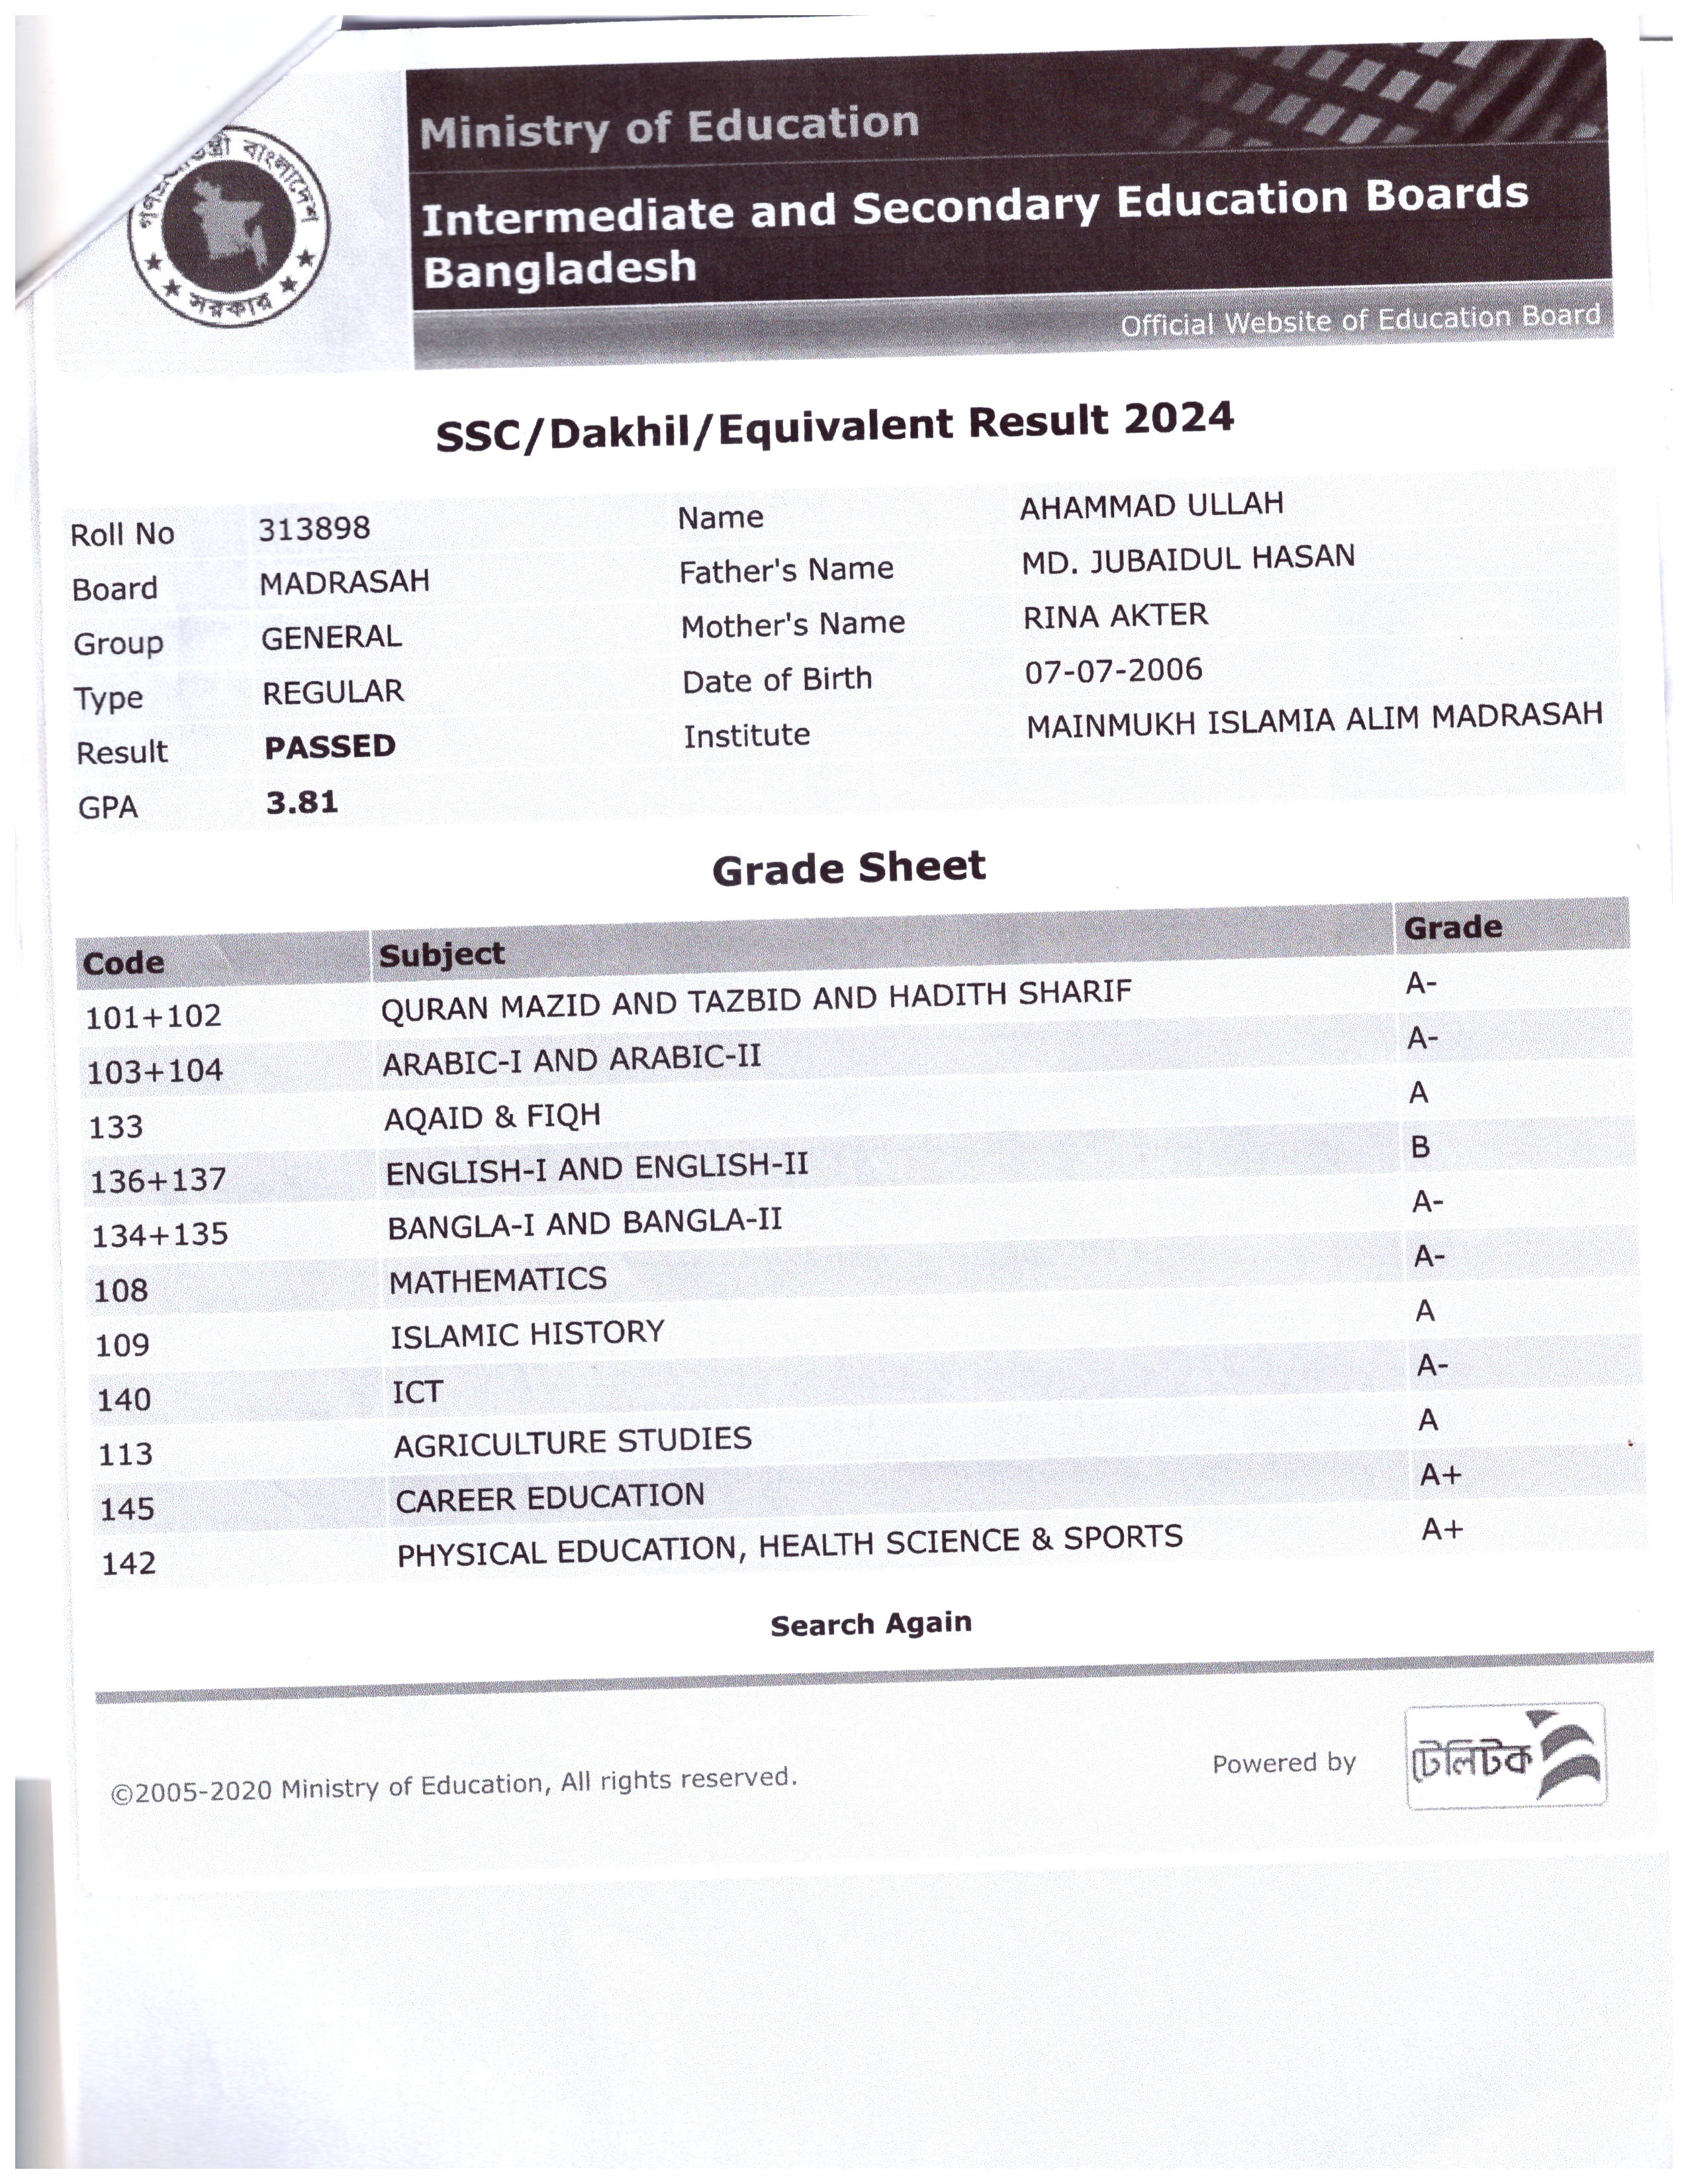 গণপ্রজাতন্ত্রী বাংলাদেশ
সরকার
Ministry of Education
Intermediate and Secondary Education Boards
Bangladesh
Official Website of Education Board
SSC/Dakhil/Equivalent Result 2024
Roll No 313898 Name AHAMMAD ULLAH
Board MADRASAH Father's Name MD. JUBAIDUL HASAN
Group GENERAL Mother's Name RINA AKTER
Type REGULAR Date of Birth 07-07-2006
Result PASSED Institute MAINMUKH ISLAMIA ALIM MADRASAH
GPA 3.81
Grade Sheet
Code Subject Grade
101+102 QURAN MAZID AND TAZBID AND HADITH SHARIF A-
103+104 ARABIC-I AND ARABIC-II A-
133 AQAID & FIQH A
136+137 ENGLISH-I AND ENGLISH-II B
134+135 BANGLA-I AND BANGLA-II A-
108 MATHEMATICS A-
109 ISLAMIC HISTORY A
140 ICT A-
113 AGRICULTURE STUDIES A
145 CAREER EDUCATION A+
142 PHYSICAL EDUCATION, HEALTH SCIENCE & SPORTS A+
Search Again
©2005-2020 Ministry of Education, All rights reserved.
Powered by টেলিটক